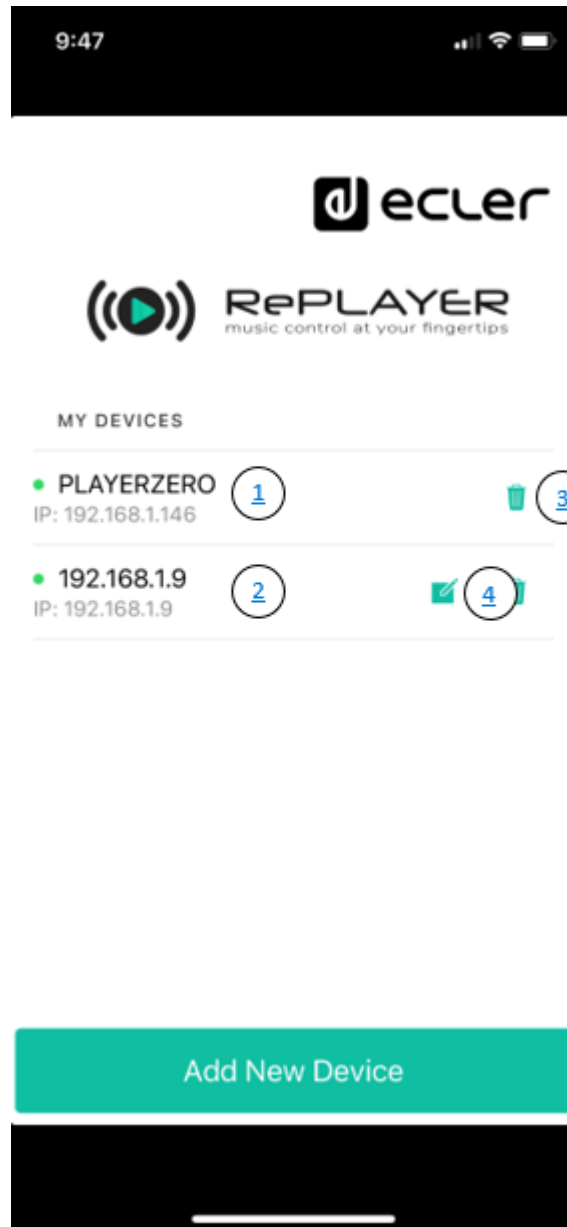 9:47
ecler
RePLAYER
music control at your fingertips
MY DEVICES
PLAYERZERO 1
IP: 192.168.1.146
3
192.168.1.9 2 4
IP: 192.168.1.9
Add New Device